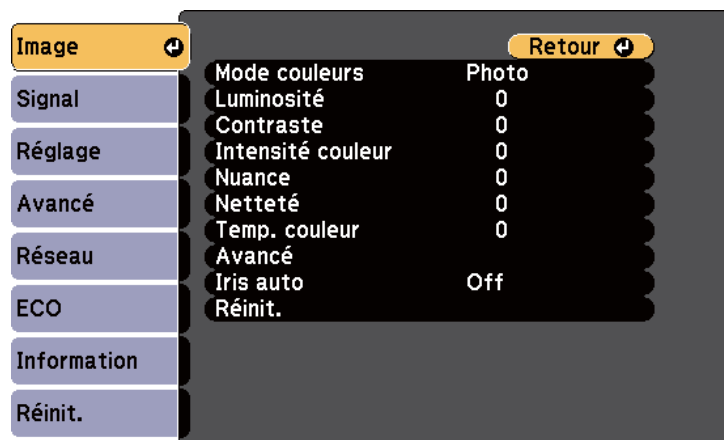 Image
Signal
Réglage
Avancé
Réseau
ECO
Information
Réinit.
Retour
Mode couleurs Photo
Luminosité 0
Contraste 0
Intensité couleur 0
Nuance 0
Netteté 0
Temp. couleur 0
Avancé
Iris auto Off
Réinit.